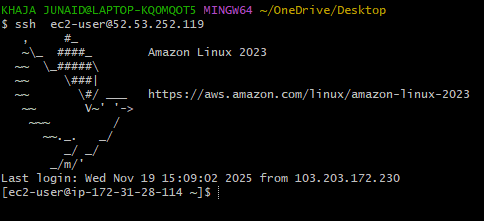 KHAJA JUNAID@LAPTOP-KQ0MQOT5 MINGW64 ~/OneDrive/Desktop
$ ssh  ec2-user@52.53.252.119
   ,     #_
   ~\_  ####_        Amazon Linux 2023
  ~~  \_#####\
  ~~     \###|
  ~~       \#/ ___   https://aws.amazon.com/linux/amazon-linux-2023
   ~~       V~' '->
    ~~~         /
      ~~._.   _/
         _/ _/
       _/m/'
Last login: Wed Nov 19 15:09:02 2025 from 103.203.172.230
[ec2-user@ip-172-31-28-114 ~]$